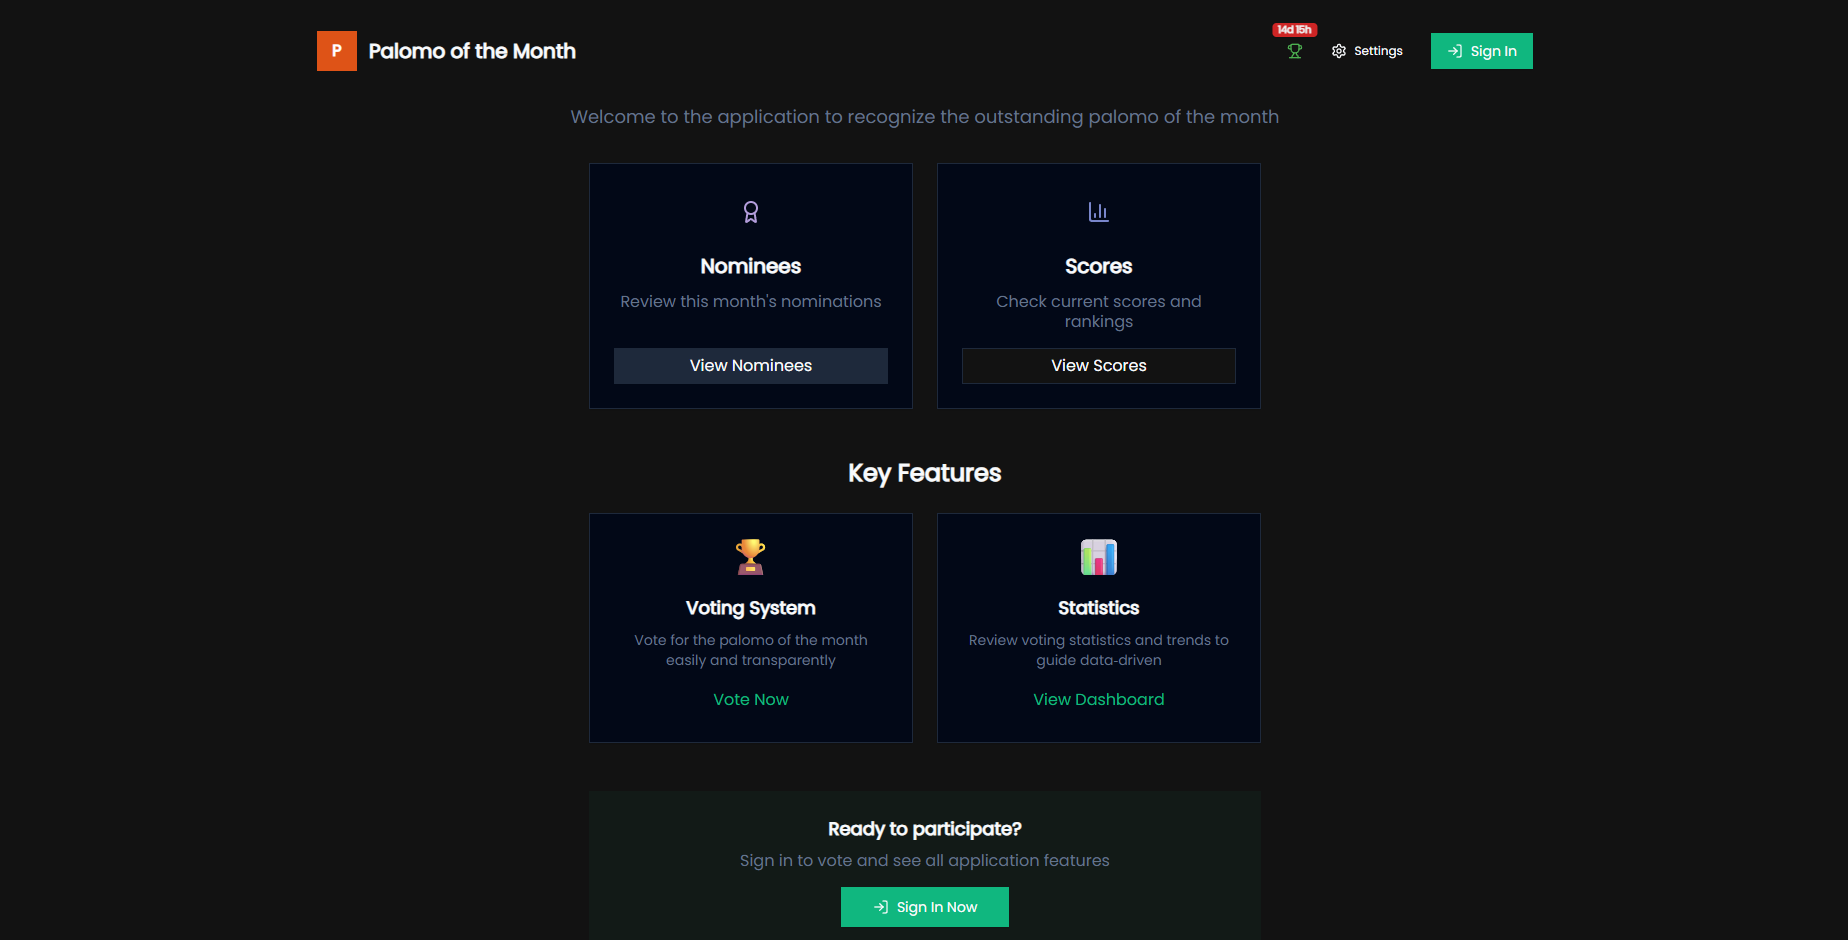 P
Palomo of the Month
14d 15h
Settings
Sign In
Welcome to the application to recognize the outstanding palomo of the month
Nominees
Review this month's nominations
View Nominees
Scores
Check current scores and
rankings
View Scores
Key Features
Voting System
Vote for the palomo of the month
easily and transparently
Vote Now
Statistics
Review voting statistics and trends to
guide data-driven
View Dashboard
Ready to participate?
Sign in to vote and see all application features
Sign In Now